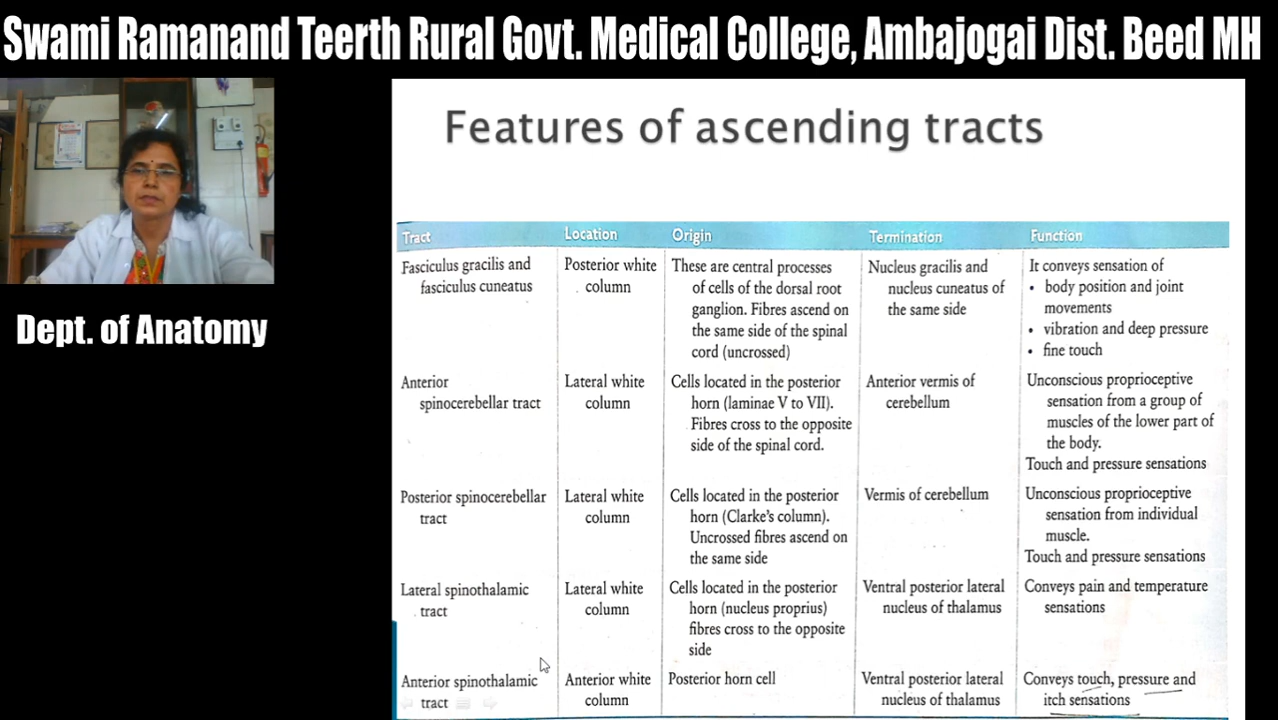 Swami Ramanand Teerth Rural Govt. Medical College, Ambajogai Dist. Beed MH
Dept. of Anatomy
Features of ascending tracts
Tract Location Origin Termination Function
Fasciculus gracilis and
fasciculus cuneatus
Posterior white
column
These are central processes
of cells of the dorsal root
ganglion. Fibres ascend on
the same side of the spinal
cord (uncrossed)
Nucleus gracilis and
nucleus cuneatus of
the same side
It conveys sensation of
• body position and joint
movements
• vibration and deep pressure
• fine touch
Anterior
spinocerebellar tract
Lateral white
column
Cells located in the posterior
horn (laminae V to VII).
Fibres cross to the opposite
side of the spinal cord.
Anterior vermis of
cerebellum
Unconscious proprioceptive
sensation from a group of
muscles of the lower part of
the body.
Touch and pressure sensations
Posterior spinocerebellar
tract
Lateral white
column
Cells located in the posterior
horn (Clarke's column).
Uncrossed fibres ascend on
the same side
Vermis of cerebellum
Unconscious proprioceptive
sensation from individual
muscle.
Touch and pressure sensations
Lateral spinothalamic
tract
Lateral white
column
Cells located in the posterior
horn (nucleus proprius)
fibres cross to the opposite
side
Ventral posterior lateral
nucleus of thalamus
Conveys pain and temperature
sensations
Anterior spinothalamic
tract
Anterior white
column
Posterior horn cell
Ventral posterior lateral
nucleus of thalamus
Conveys touch, pressure and
itch sensations